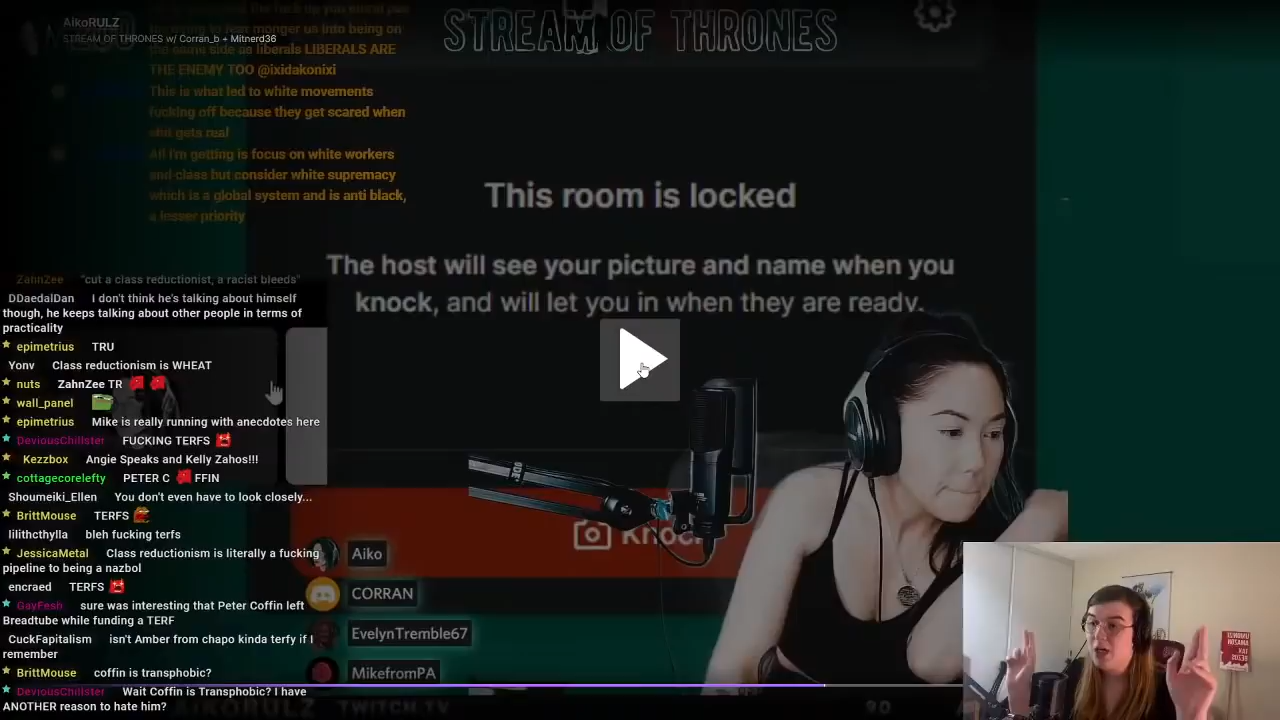 AikoRULZ
STREAM OF THRONES w/ Corran_b + Mitnerd36
STREAM OF THRONES
the fuck up you
monger us into being on
the same side as liberals LIBERALS ARE
THE ENEMY TOO @ixidakonixi
This is what led to white movements
fucking off because they get scared when
shit gets real
All I'm getting is focus on white workers
and class but consider white supremacy
which is a global system and is anti black,
a lesser priority
This room is locked
The host will see your picture and name when you
knock, and will let you in when they are ready.
ZahnZee "cut a class reductionist, a racist bleeds"
DDaedalDan I don't think he's talking about himself
though, he keeps talking about other people in terms of
practicality
epimetrius TRU
Yonv Class reductionism is WHEAT
nuts ZahnZee TR
wall_panel
epimetrius Mike is really running with anecdotes here
DeviousChillster FUCKING TERFS
Kezzbox Angie Speaks and Kelly Zahos!!!
cottagecorelefty PETER C FFIN
Shoumeiki_Ellen You don't even have to look closely...
BrittMouse TERFS
lilithcthylla bleh fucking terfs
JessicaMetal Class reductionism is literally a fucking
pipeline to being a nazbol
encraed TERFS
GayFesh sure was interesting that Peter Coffin left
Breadtube while funding a TERF
CuckFapitalism isn't Amber from chapo kinda terfy if I
remember
BrittMouse coffin is transphobic?
DeviousChillster Wait Coffin is Transphobic? I have
ANOTHER reason to hate him?
Knock
Aiko
CORRAN
EvelynTremble67
MikefromPA
AIKORULZ TWITCH.TV